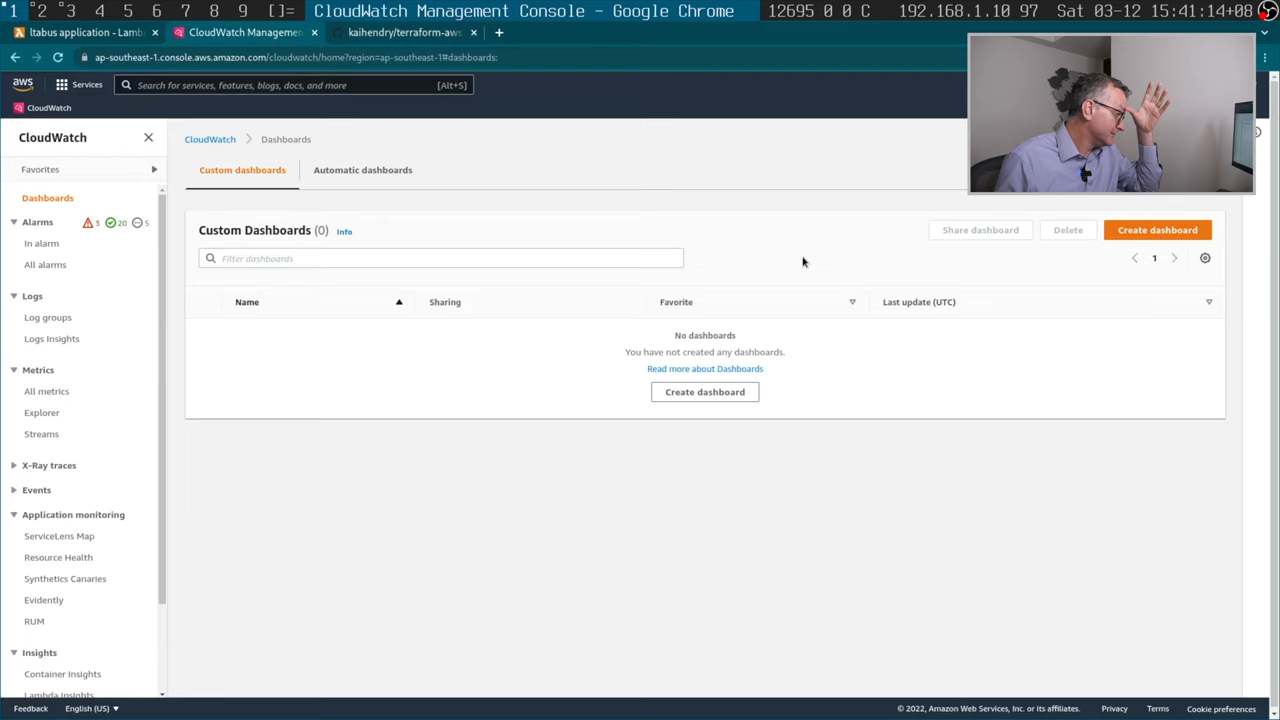 1 2 3 4 5 6 7 8 9 []= CloudWatch Management Console - Google Chrome 12695 0 0 C 192.168.1.10 97 Sat 03-12 15:41:14+08
ltabus application - Lamb
CloudWatch Managemen
kaihendry/terraform-aws
ap-southeast-1.console.aws.amazon.com/cloudwatch/home?region=ap-southeast-1#dashboards:
aws Services Search for services, features, blogs, docs, and more [Alt+S]
CloudWatch
CloudWatch
Favorites
Dashboards
Alarms 3 20 5
In alarm
All alarms
Logs
Log groups
Logs Insights
Metrics
All metrics
Explorer
Streams
X-Ray traces
Events
Application monitoring
ServiceLens Map
Resource Health
Synthetics Canaries
Evidently
RUM
Insights
Container Insights
Lambda Insights
CloudWatch Dashboards
Custom dashboards Automatic dashboards
Custom Dashboards (0) Info Share dashboard Delete Create dashboard
Filter dashboards 1
Name Sharing Favorite Last update (UTC)
No dashboards
You have not created any dashboards.
Read more about Dashboards
Create dashboard
Feedback English (US) © 2022, Amazon Web Services, Inc. or its affiliates. Privacy Terms Cookie preferences